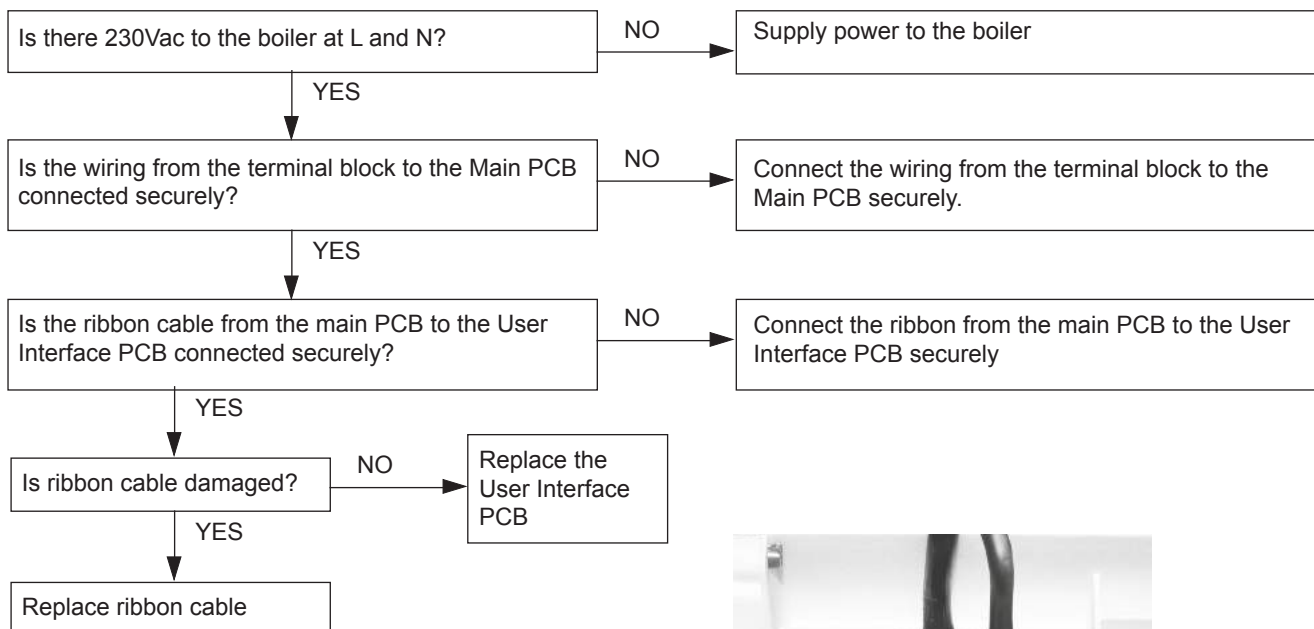 Is there 230Vac to the boiler at L and N?
NO
Supply power to the boiler
YES
Is the wiring from the terminal block to the Main PCB
connected securely?
NO
Connect the wiring from the terminal block to the
Main PCB securely.
YES
Is the ribbon cable from the main PCB to the User
Interface PCB connected securely?
NO
Connect the ribbon from the main PCB to the User
Interface PCB securely
YES
Is ribbon cable damaged?
NO
Replace the
User Interface
PCB
YES
Replace ribbon cable